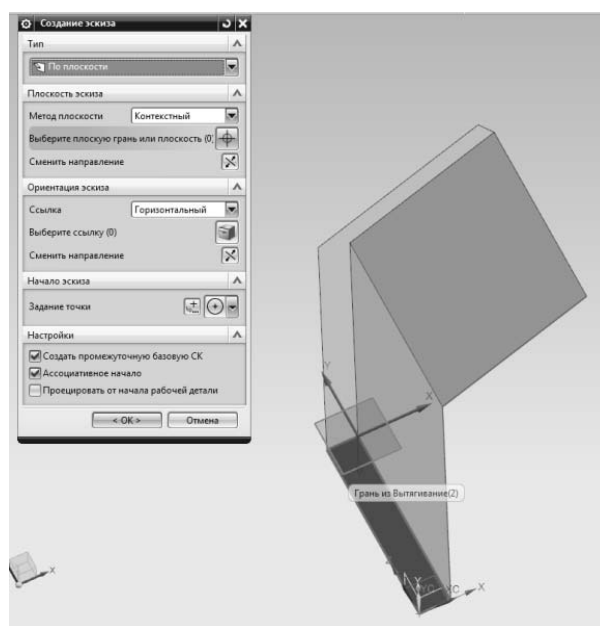 Создание эскиза
Тип
По плоскости
Плоскость эскиза
Метод плоскости Контекстный
Выберите плоскую грань или плоскость (0)
Сменить направление
Ориентация эскиза
Ссылка Горизонтальный
Выберите ссылку (0)
Сменить направление
Начало эскиза
Задание точки
Настройки
Создать промежуточную базовую СК
Ассоциативное начало
Проецировать от начала рабочей детали
< OK > Отмена
Y
X
Грань из Вытягивание(2)
Y
YC
X
X